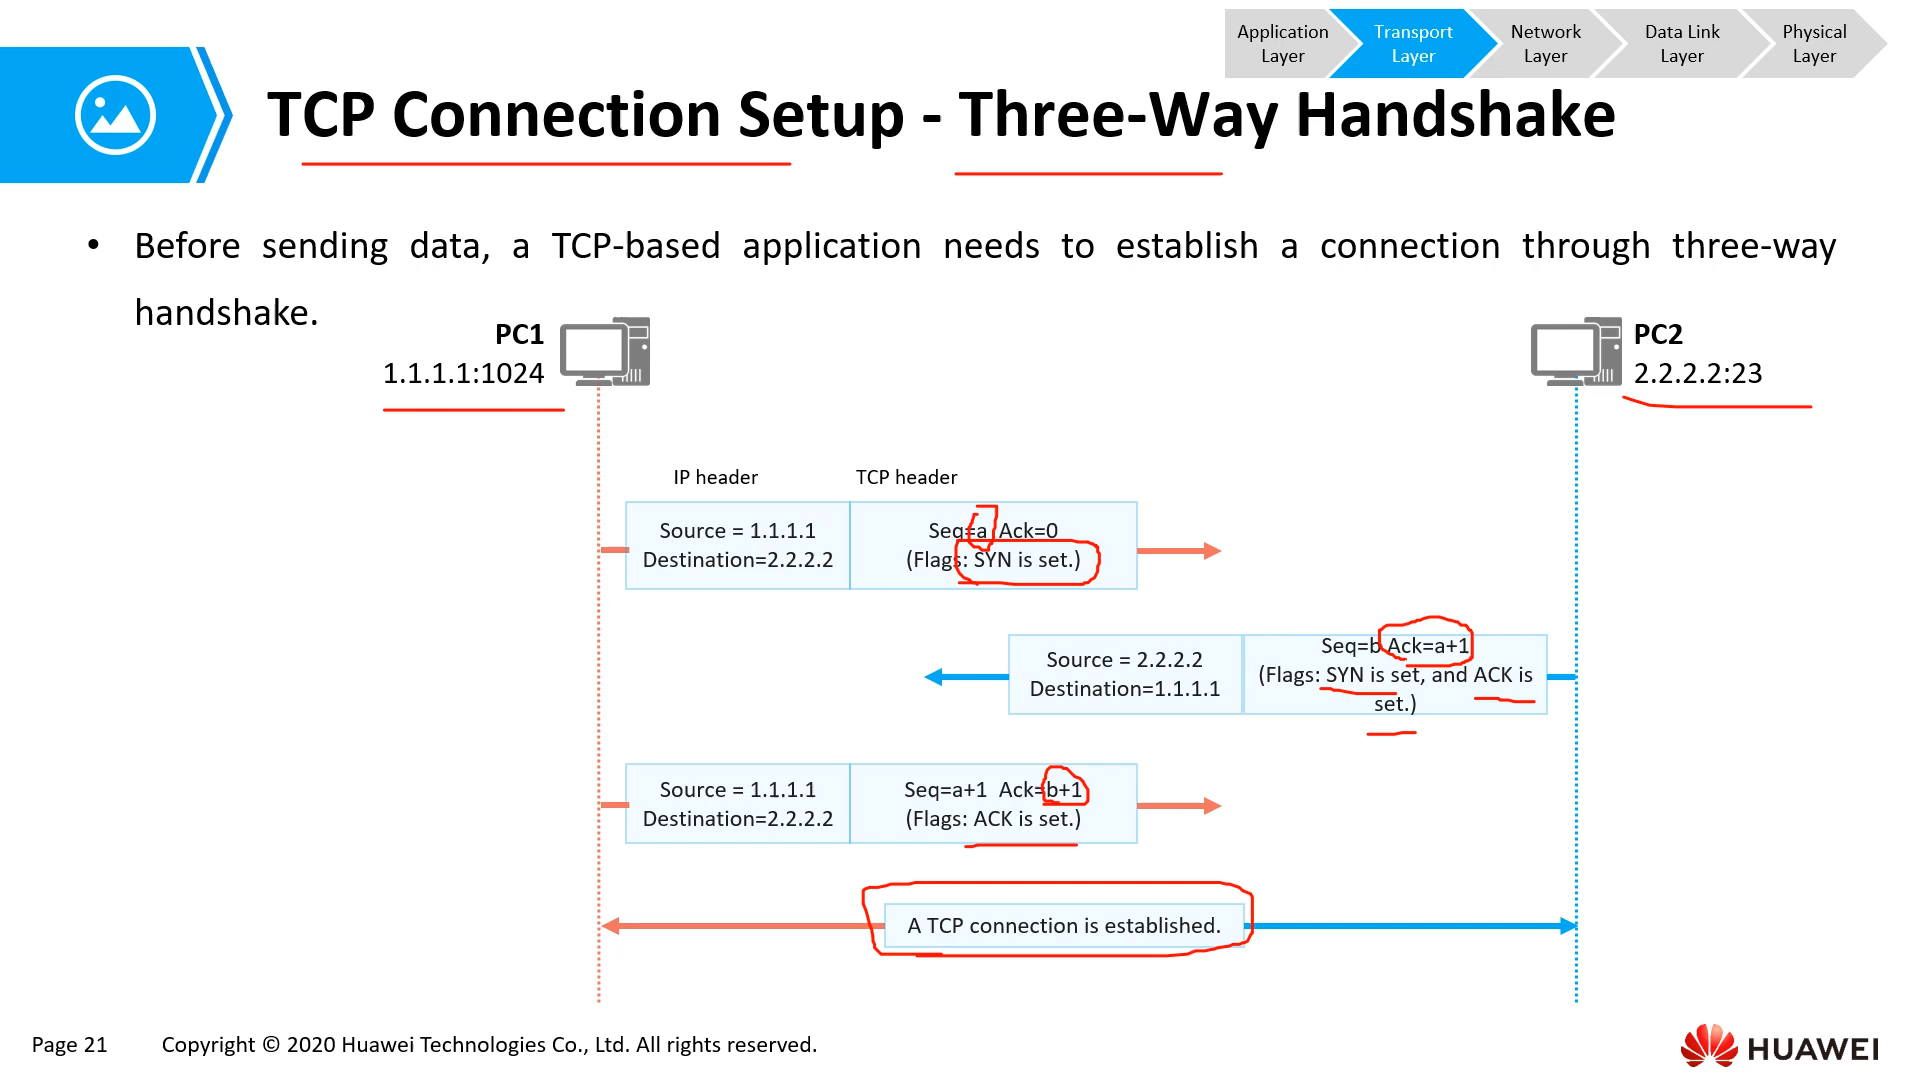 Application Layer
Transport Layer
Network Layer
Data Link Layer
Physical Layer
TCP Connection Setup - Three-Way Handshake
• Before sending data, a TCP-based application needs to establish a connection through three-way
handshake.
PC1
1.1.1.1:1024
PC2
2.2.2.2:23
IP header
TCP header
Source = 1.1.1.1
Destination=2.2.2.2
Seq=a Ack=0
(Flags: SYN is set.)
Source = 2.2.2.2
Destination=1.1.1.1
Seq=b Ack=a+1
(Flags: SYN is set, and ACK is
set.)
Source = 1.1.1.1
Destination=2.2.2.2
Seq=a+1 Ack=b+1
(Flags: ACK is set.)
A TCP connection is established.
Page 21
Copyright © 2020 Huawei Technologies Co., Ltd. All rights reserved.
HUAWEI